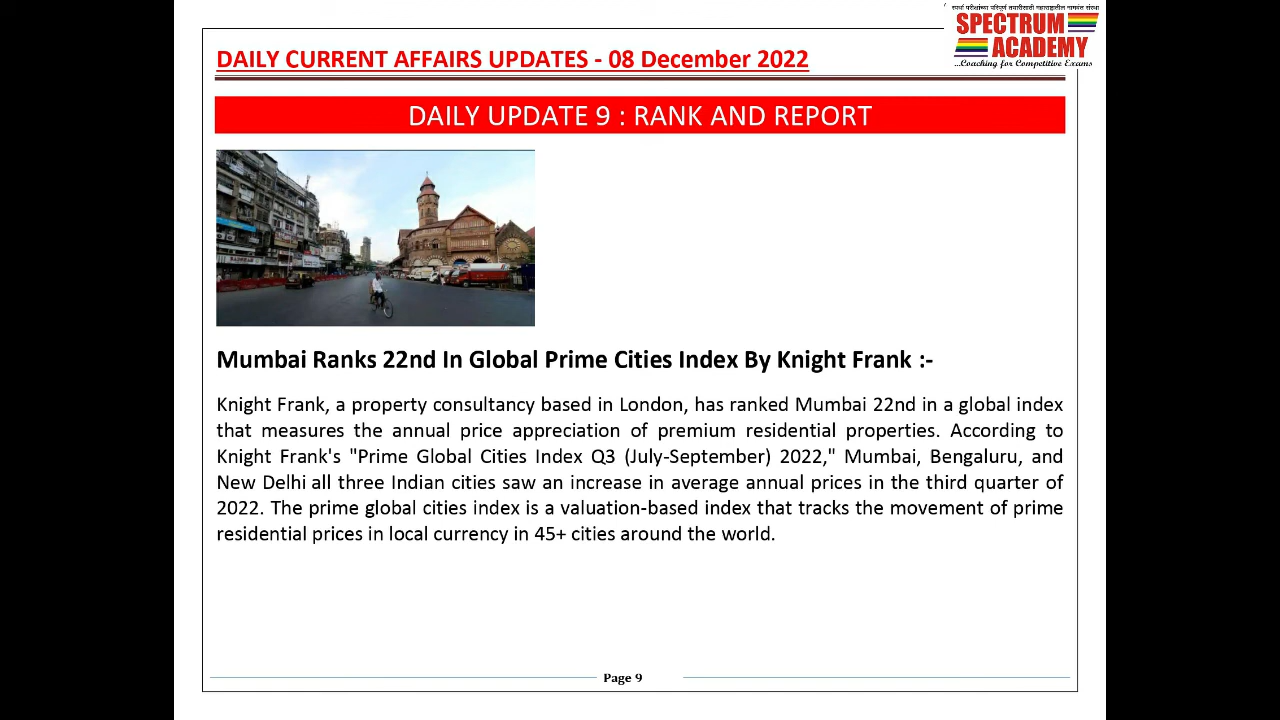 स्पर्धा परीक्षांच्या परिपूर्ण तयारीसाठी महाराष्ट्रातील नामवंत संस्था
SPECTRUM
ACADEMY
...Coaching for Competitive Exams
DAILY CURRENT AFFAIRS UPDATES - 08 December 2022
DAILY UPDATE 9 : RANK AND REPORT
Mumbai Ranks 22nd In Global Prime Cities Index By Knight Frank :-
Knight Frank, a property consultancy based in London, has ranked Mumbai 22nd in a global index
that measures the annual price appreciation of premium residential properties. According to
Knight Frank's "Prime Global Cities Index Q3 (July-September) 2022," Mumbai, Bengaluru, and
New Delhi all three Indian cities saw an increase in average annual prices in the third quarter of
2022. The prime global cities index is a valuation-based index that tracks the movement of prime
residential prices in local currency in 45+ cities around the world.
Page 9